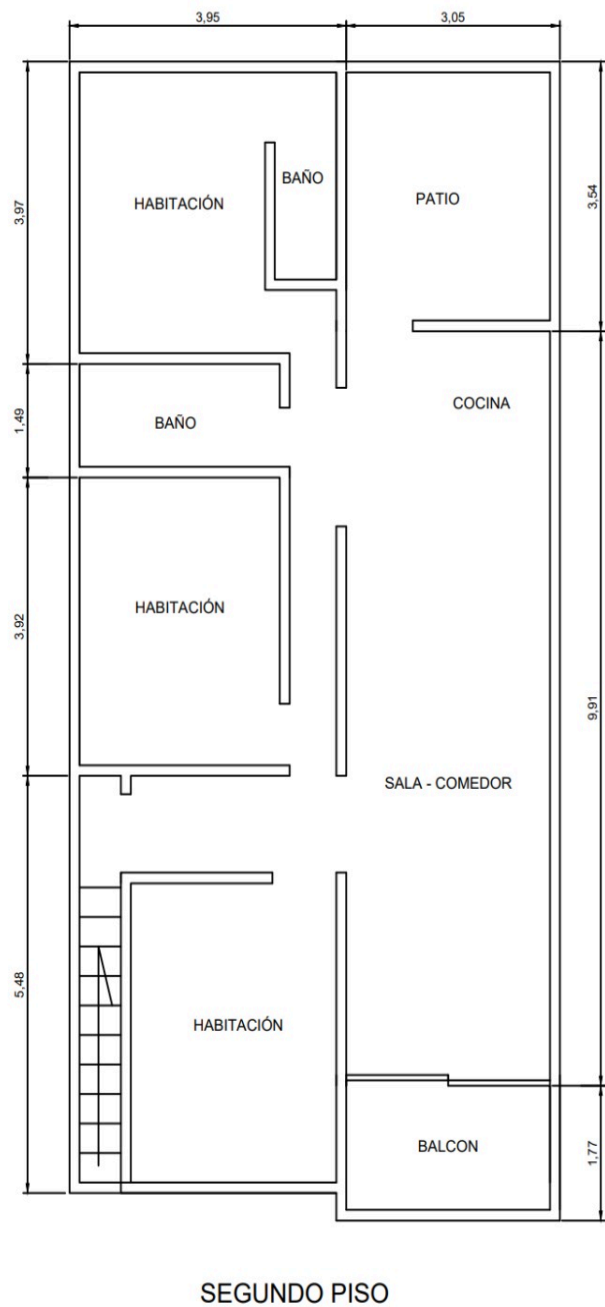 3,95
3,05
3,97
3,54
HABITACIÓN
BAÑO
PATIO
1,49
BAÑO
COCINA
3,92
HABITACIÓN
9,91
SALA - COMEDOR
5,48
HABITACIÓN
BALCON
1,77
SEGUNDO PISO